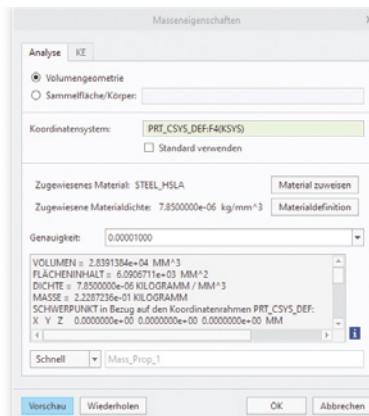 Masseneigenschaften
Analyse KE
Volumengeometrie
Sammelfläche/Körper:
Koordinatensystem: PRT_CSYS_DEF:F4(KSYS)
Standard verwenden
Zugewiesenes Material: STEEL_HSLA Material zuweisen
Zugewiesene Materialdichte: 7.8500000e-06 kg/mm^3 Materialdefinition
Genauigkeit: 0.00001000
VOLUMEN = 2.8391384e+04 MM^3
FLÄCHENINHALT = 6.0906711e+03 MM^2
DICHTE = 7.8500000e-06 KILOGRAMM / MM^3
MASSE = 2.2287236e-01 KILOGRAMM
SCHWERPUNKT in Bezug auf den Koordinatenrahmen PRT_CSYS_DEF:
X Y Z 0.0000000e+00 0.0000000e+00 0.0000000e+00 MM
Schnell Mass_Prop_1
Vorschau Wiederholen OK Abbrechen